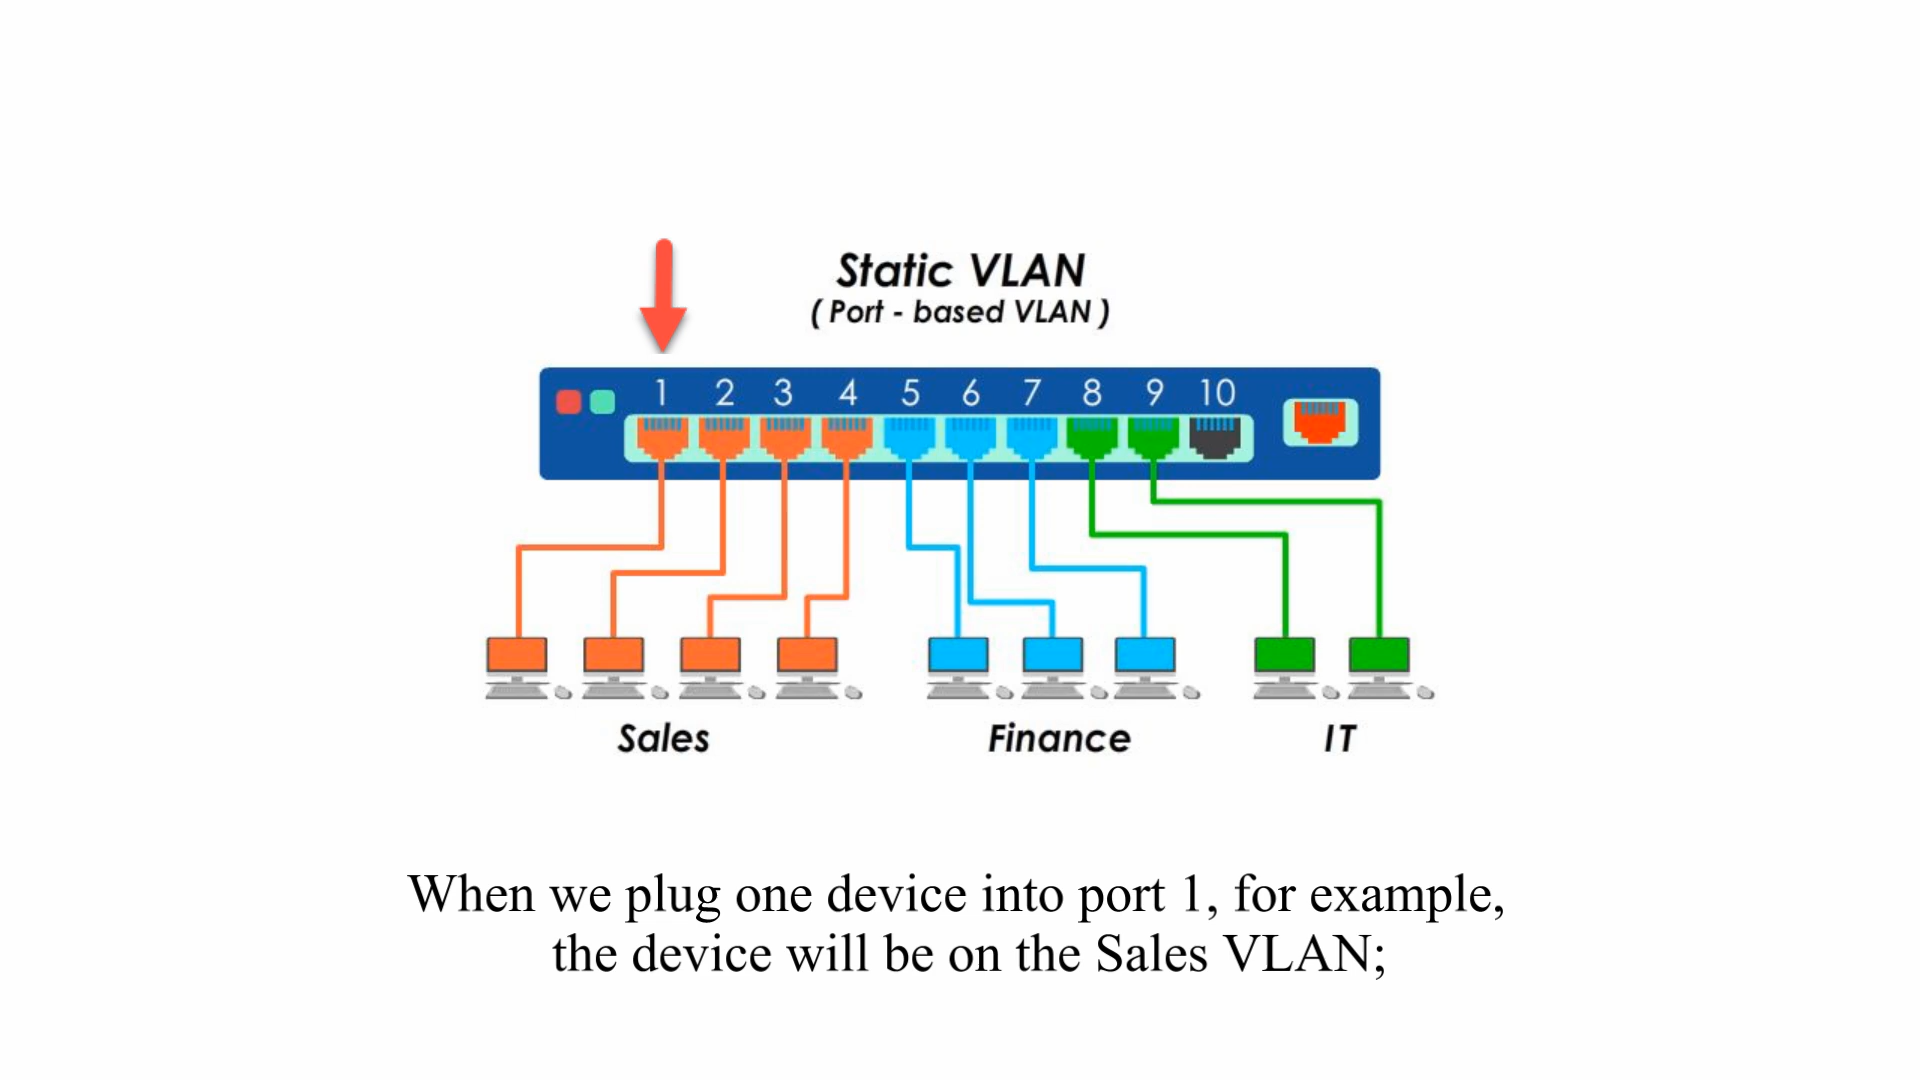 Static VLAN
( Port - based VLAN )
1 2 3 4 5 6 7 8 9 10
Sales Finance IT
When we plug one device into port 1, for example,
the device will be on the Sales VLAN;